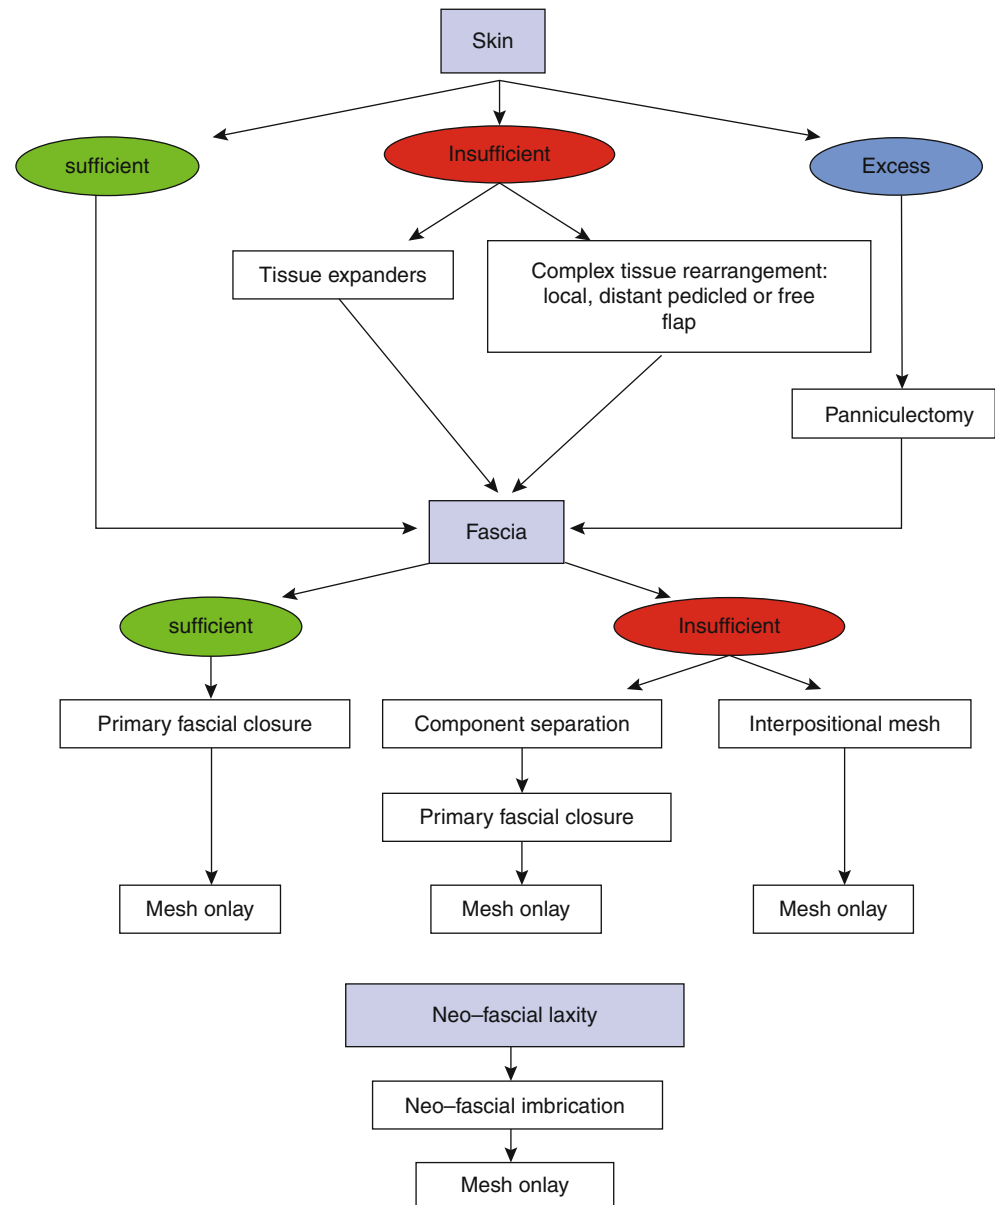 Skin
sufficient
Insufficient
Excess
Tissue expanders
Complex tissue rearrangement:
local, distant pedicled or free
flap
Panniculectomy
Fascia
sufficient
Insufficient
Primary fascial closure
Component separation
Interpositional mesh
Primary fascial closure
Mesh onlay
Mesh onlay
Mesh onlay
Neo–fascial laxity
Neo–fascial imbrication
Mesh onlay